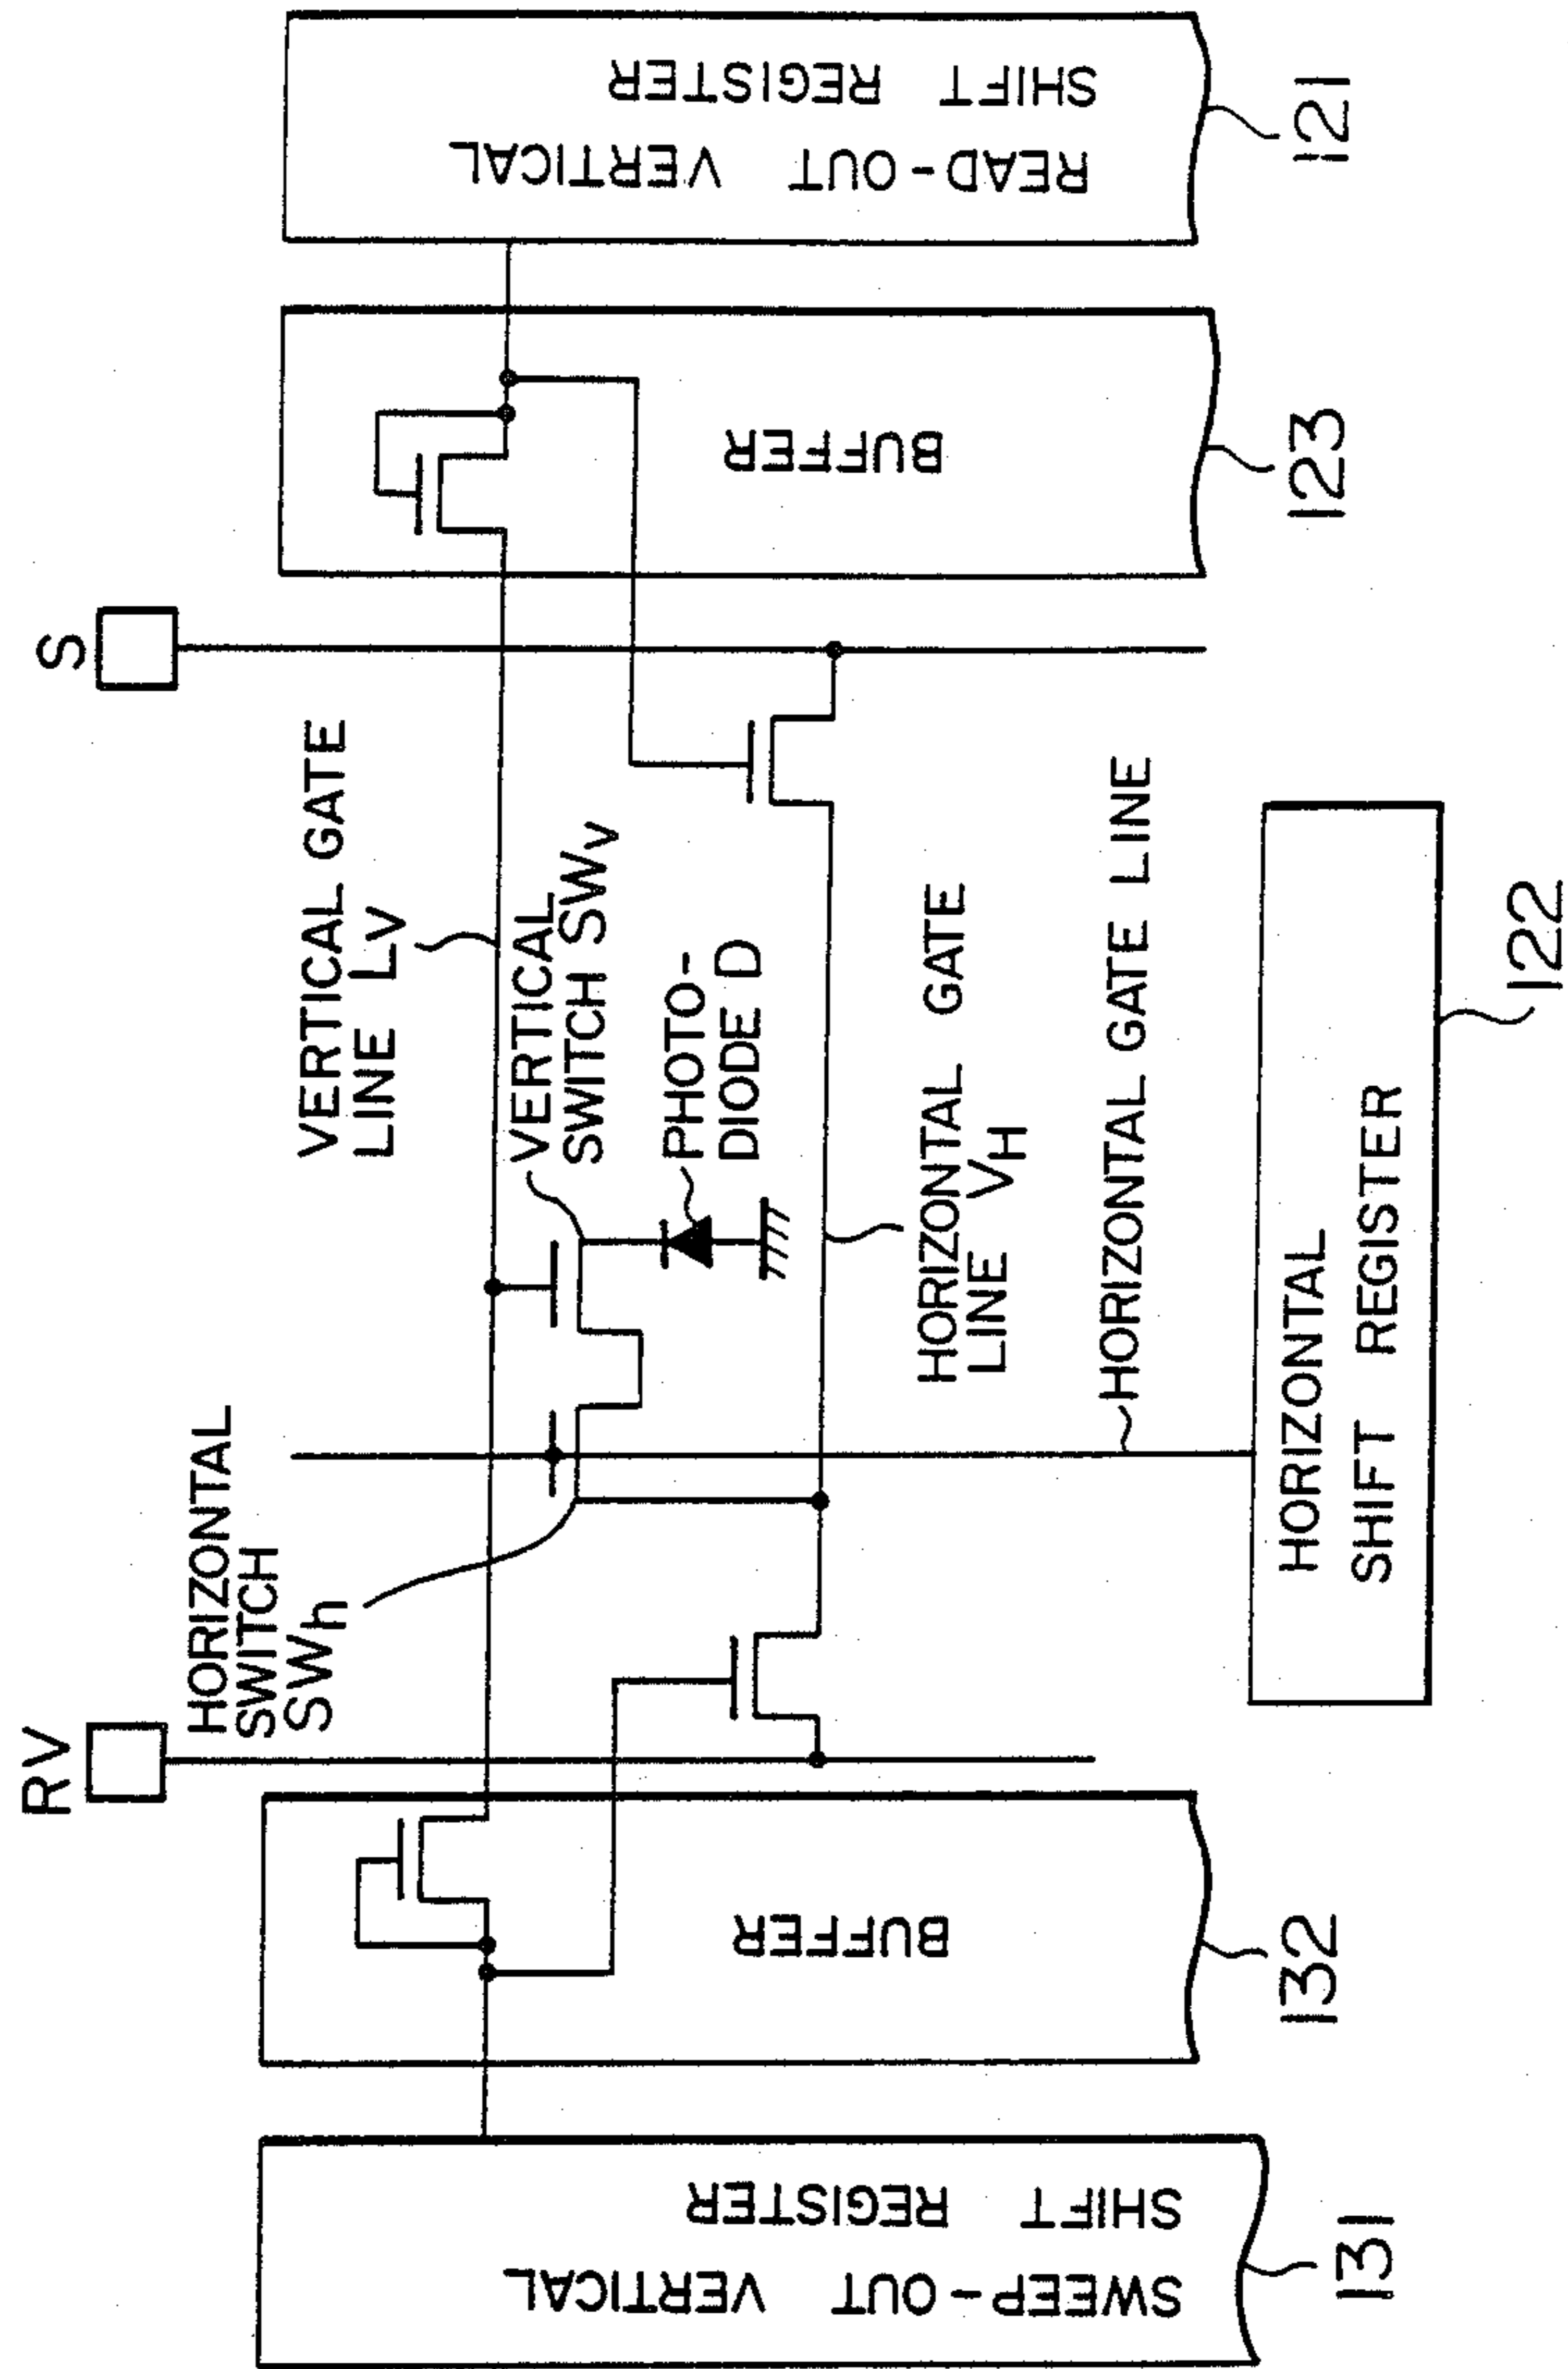 RV
S
HORIZONTAL
SWITCH
SWh
VERTICAL GATE
LINE LV
VERTICAL
SWITCH SWV
PHOTO-
DIODE D
HORIZONTAL GATE
LINE VH
HORIZONTAL GATE LINE
SWEEP-OUT VERTICAL
SHIFT REGISTER
131
BUFFER
132
BUFFER
123
READ-OUT VERTICAL
SHIFT REGISTER
121
HORIZONTAL
SHIFT REGISTER
122